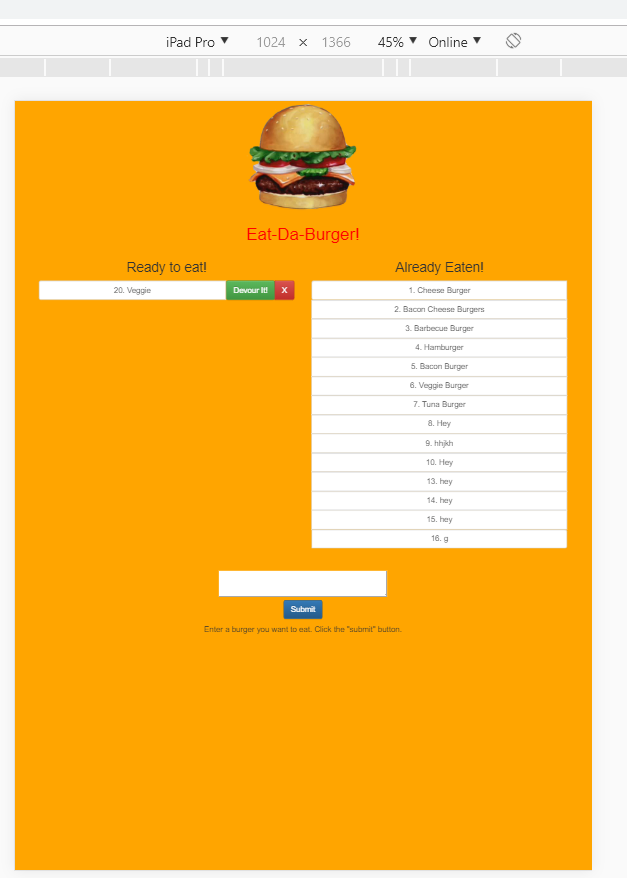 iPad Pro ▼ 1024 × 1366 45% ▼ Online ▼
Eat-Da-Burger!
Ready to eat!
20. Veggie Devour It! X
Already Eaten!
1. Cheese Burger
2. Bacon Cheese Burgers
3. Barbecue Burger
4. Hamburger
5. Bacon Burger
6. Veggie Burger
7. Tuna Burger
8. Hey
9. hhjkh
10. Hey
13. hey
14. hey
15. hey
16. g
Submit
Enter a burger you want to eat. Click the "submit" button.